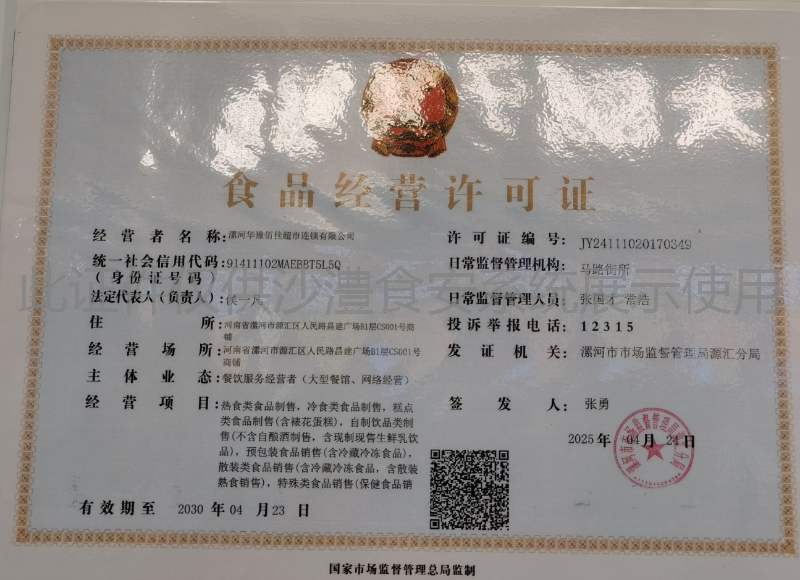 食品经营许可证
经营者名称:漯河华豫佰佳超市连锁有限公司
统一社会信用代码:91411102MAEBBT5L5Q
(身份证号码)
法定代表人(负责人):侯一凡
住所:河南省漯河市源汇区人民路昌建广场B1层CS001号商
铺
经营场所:河南省漯河市源汇区人民路昌建广场B1层CS001号
商铺
主体业态:餐饮服务经营者(大型餐馆、网络经营)
经营项目:热食类食品制售,冷食类食品制售,糕点
类食品制售(含裱花蛋糕),自制饮品类制
售(不含自酿酒制售,含现制现售生鲜乳饮
品),预包装食品销售(含冷藏冷冻食品),
散装类食品销售(含冷藏冷冻食品,含散装
熟食销售),特殊类食品销售(保健食品销
有效期至 2030 年 04 月 23 日
许可证编号:JY24111020170349
日常监督管理机构:马路街所
日常监督管理人员:张国才 常浩
投诉举报电话:12315
发证机关:漯河市市场监督管理局源汇分局
签发人:张勇
2025 年 04 月 24 日
此证件仅供沙澧食安系统展示使用
国家市场监督管理总局监制